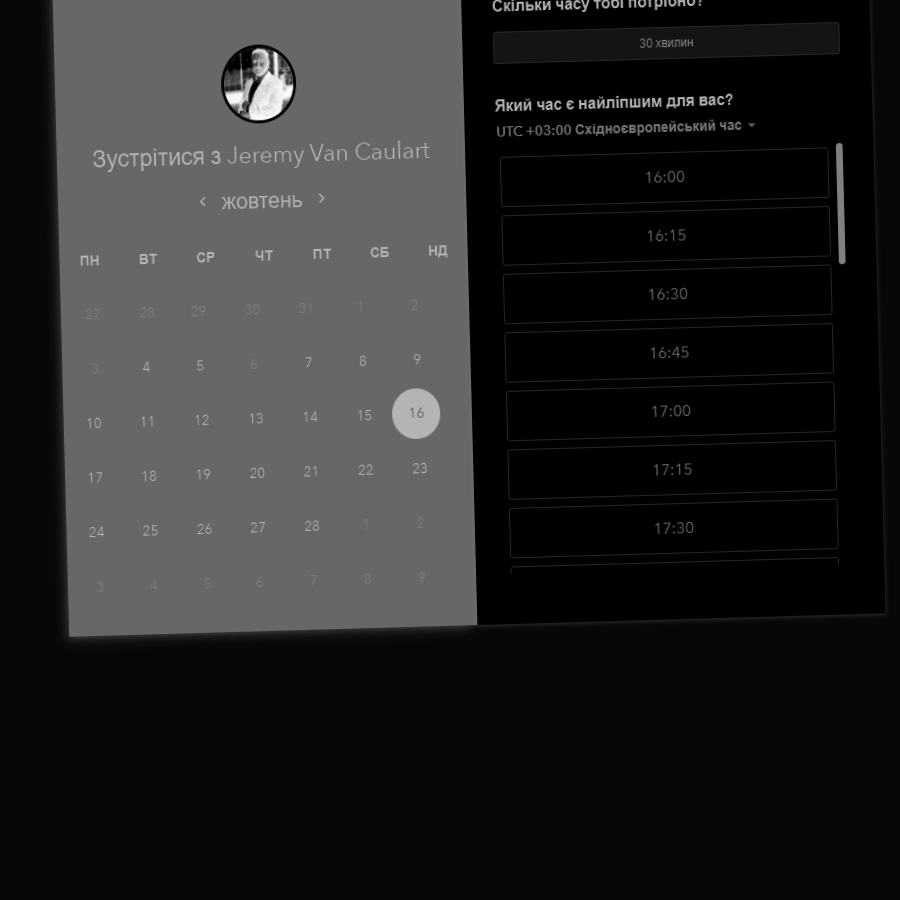 Зустрітися з Jeremy Van Caulart
‹ жовтень ›
ПН ВТ СР ЧТ ПТ СБ НД
27 28 29 30 31 1 2
3 4 5 6 7 8 9
10 11 12 13 14 15 16
17 18 19 20 21 22 23
24 25 26 27 28 1 2
3 4 5 6 7 8 9
Скільки часу тобі потрібно?
30 хвилин
Який час є найліпшим для вас?
UTC +03:00 Східноєвропейський час
16:00
16:15
16:30
16:45
17:00
17:15
17:30